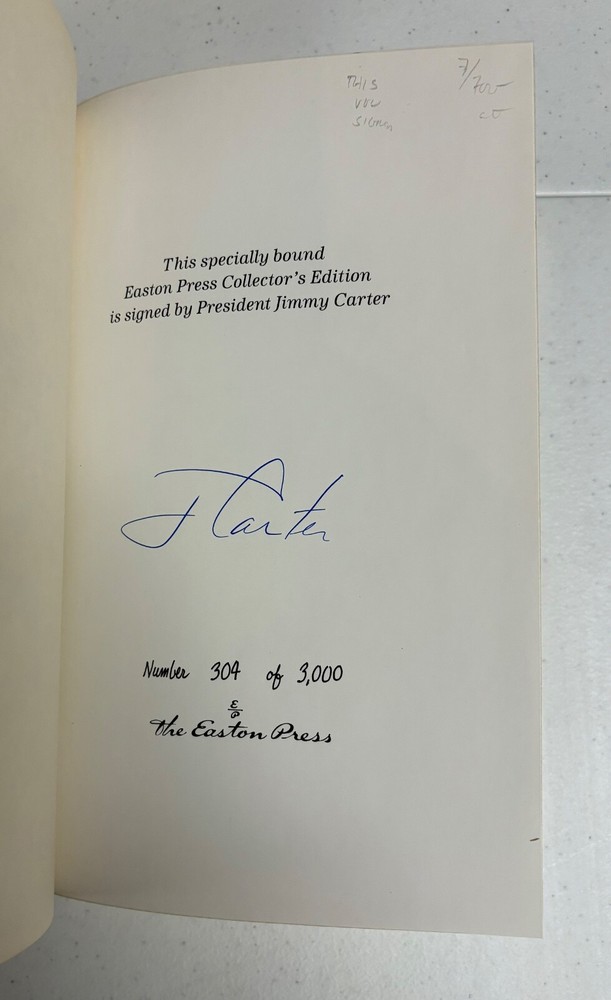 THIS
VOL
SIGNED
7/700-
This specially bound
Easton Press Collector's Edition
is signed by President Jimmy Carter
J Carter
Number 304 of 3,000
The Easton Press